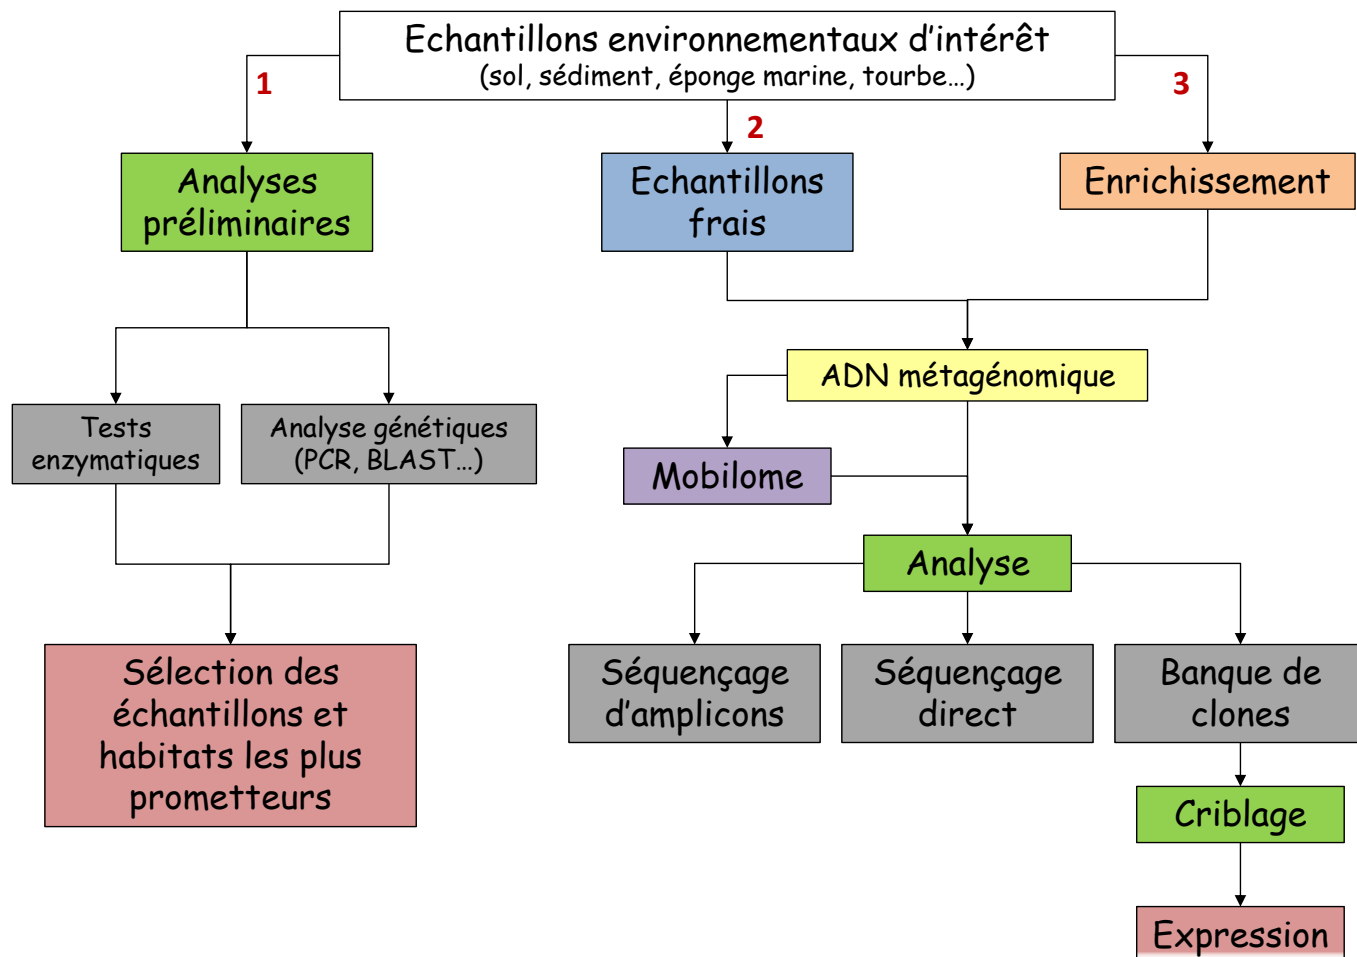 Echantillons environnementaux d'intérêt
(sol, sédiment, éponge marine, tourbe...)
1
2
3
Analyses
préliminaires
Echantillons
frais
Enrichissement
ADN métagénomique
Tests
enzymatiques
Analyse génétiques
(PCR, BLAST...)
Mobilome
Analyse
Sélection des
échantillons et
habitats les plus
prometteurs
Séquençage
d'amplicons
Séquençage
direct
Banque de
clones
Criblage
Expression